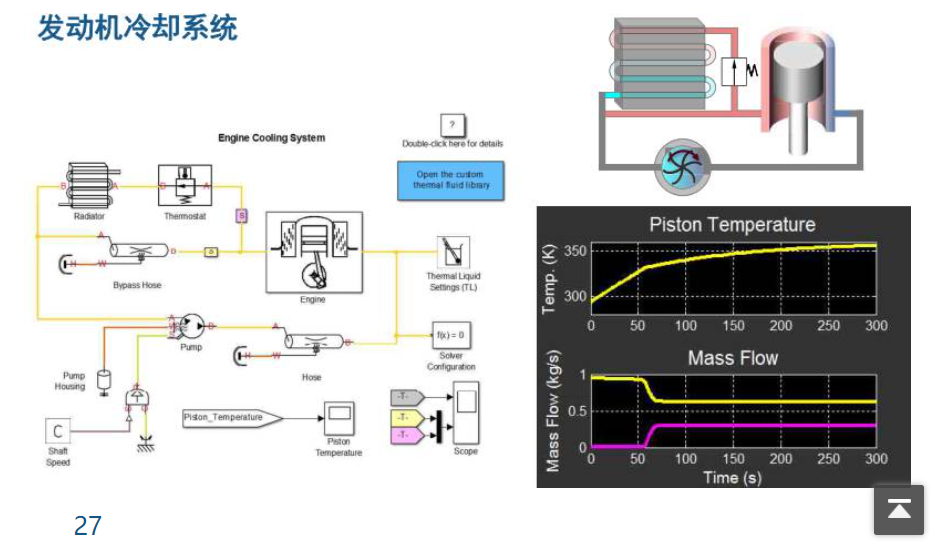 发动机冷却系统
Engine Cooling System
?
Double-click here for details
Open the custom
thermal fluid library
B
A
Radiator
B
A
Thermostat
S
A
B
H
W
Bypass Hose
S
Engine
Thermal Liquid
Settings (TL)
A
B
Pump
A
B
H
W
Hose
f(x) = 0
Solver
Configuration
Pump
Housing
C
Shaft
Speed
Piston_Temperature
Piston
Temperature
-T-
-T-
-T-
Scope
Piston Temperature
Temp. (K)
350
300
0 50 100 150 200 250 300
Mass Flow
Mass Flow (kg/s)
1
0.5
0
0 50 100 150 200 250 300
Time (s)
27